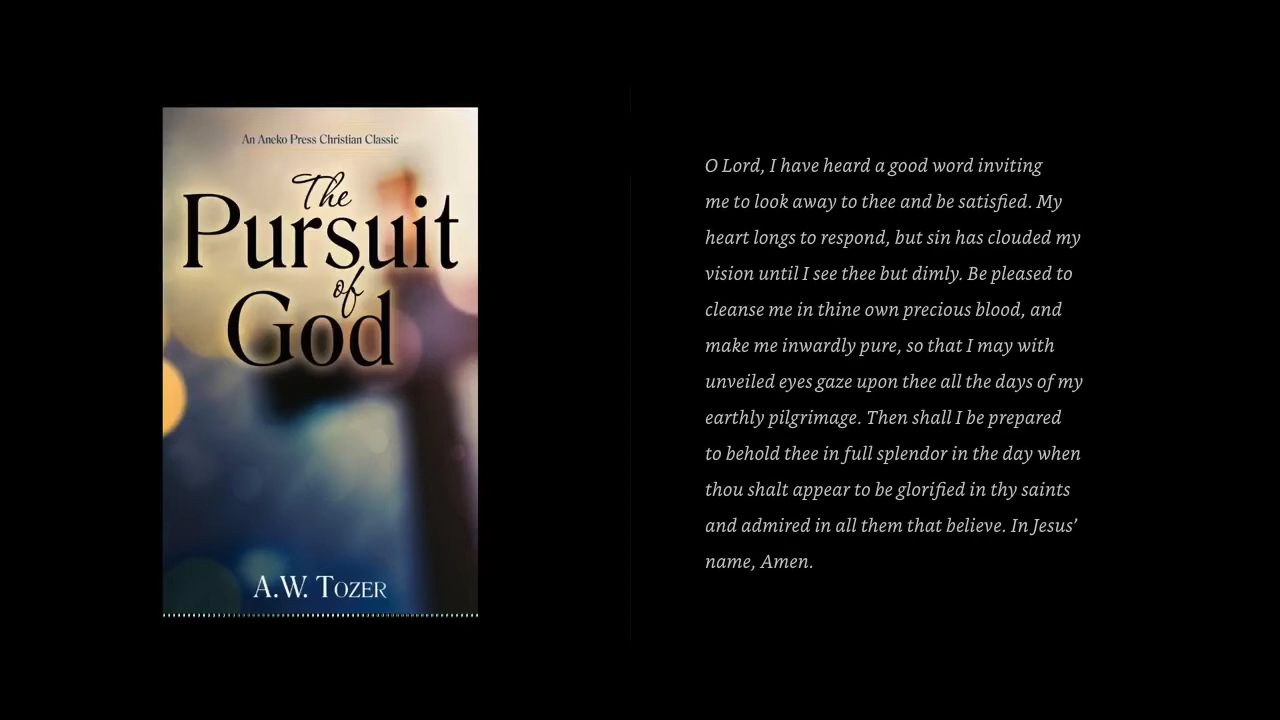 An Aneko Press Christian Classic
The
Pursuit
of
God
A.W. Tozer
O Lord, I have heard a good word inviting
me to look away to thee and be satisfied. My
heart longs to respond, but sin has clouded my
vision until I see thee but dimly. Be pleased to
cleanse me in thine own precious blood, and
make me inwardly pure, so that I may with
unveiled eyes gaze upon thee all the days of my
earthly pilgrimage. Then shall I be prepared
to behold thee in full splendor in the day when
thou shalt appear to be glorified in thy saints
and admired in all them that believe. In Jesus’
name, Amen.